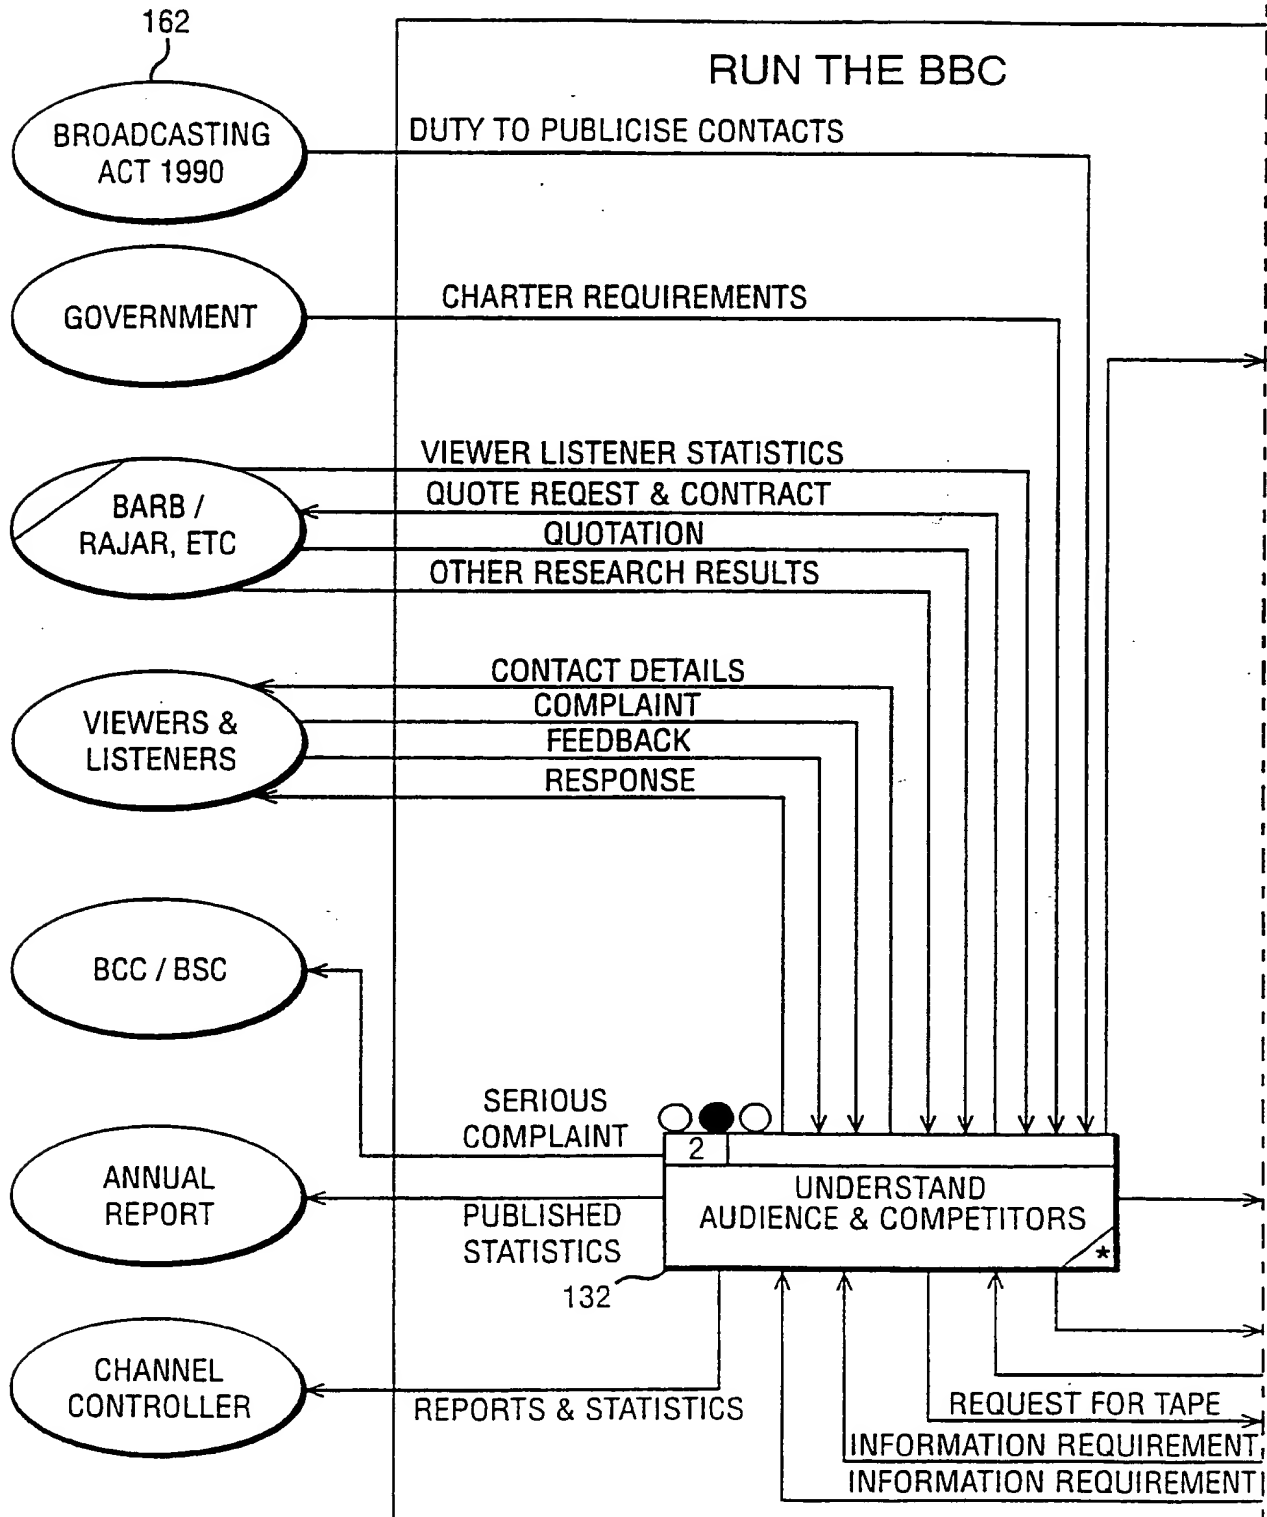 162
RUN THE BBC
BROADCASTING
ACT 1990
DUTY TO PUBLICISE CONTACTS
GOVERNMENT
CHARTER REQUIREMENTS
BARB /
RAJAR, ETC
VIEWER LISTENER STATISTICS
QUOTE REQEST & CONTRACT
QUOTATION
OTHER RESEARCH RESULTS
VIEWERS &
LISTENERS
CONTACT DETAILS
COMPLAINT
FEEDBACK
RESPONSE
BCC / BSC
SERIOUS
COMPLAINT
ANNUAL
REPORT
PUBLISHED
STATISTICS
2
UNDERSTAND
AUDIENCE & COMPETITORS
*
132
CHANNEL
CONTROLLER
REPORTS & STATISTICS
REQUEST FOR TAPE
INFORMATION REQUIREMENT
INFORMATION REQUIREMENT